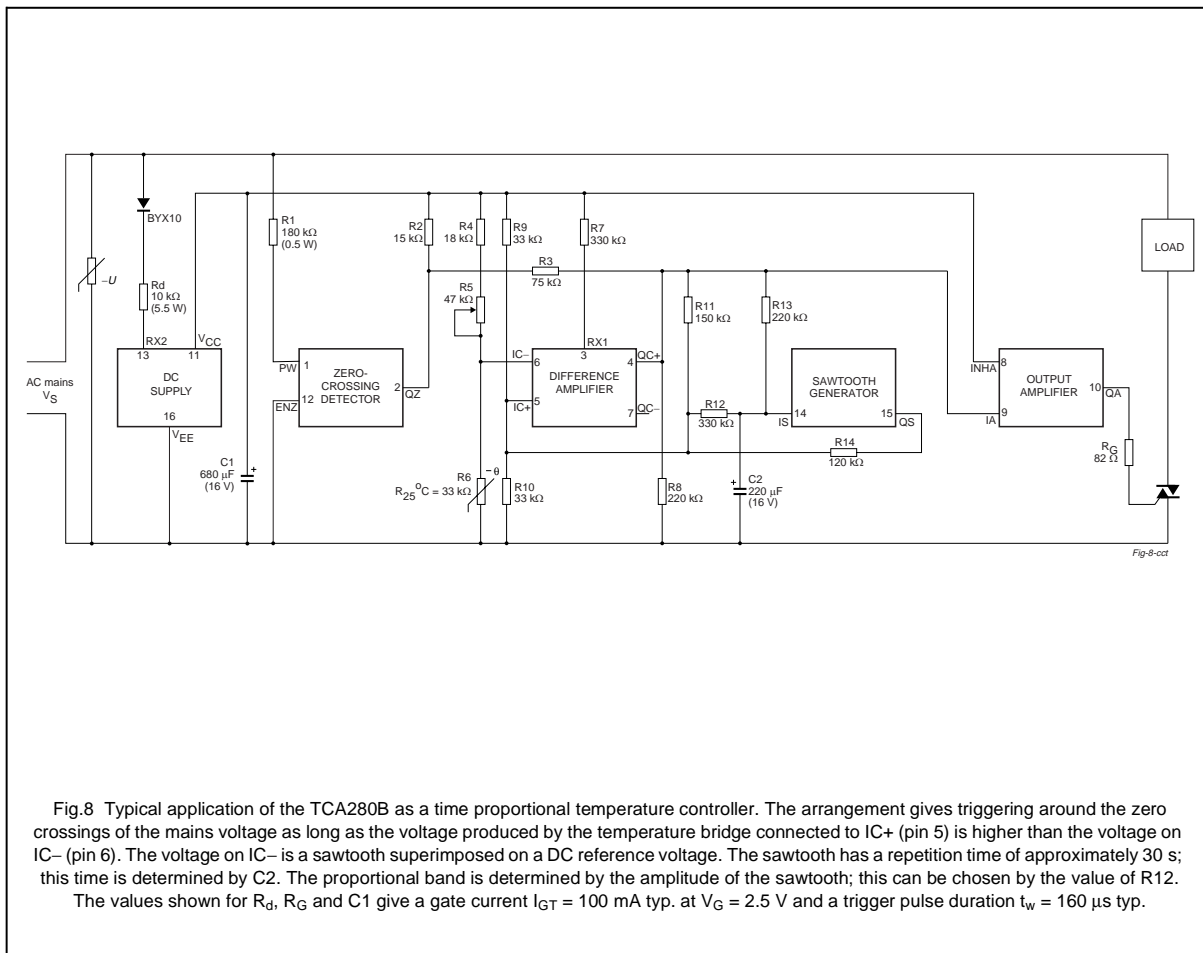 BYX10
R1
180 kΩ
(0.5 W)
R2
15 kΩ
R4
18 kΩ
R9
33 kΩ
R7
330 kΩ
LOAD
–U
Rd
10 kΩ
(5.5 W)
R3
75 kΩ
R5
47 kΩ
R11
150 kΩ
R13
220 kΩ
RX2
VCC
13
11
DC
SUPPLY
16
VEE
AC mains
VS
PW
1
ENZ
12
ZERO-
CROSSING
DETECTOR
2
QZ
IC−
6
IC+
5
RX1
3
DIFFERENCE
AMPLIFIER
QC+
4
QC−
7
R12
330 kΩ
IS
14
SAWTOOTH
GENERATOR
15
QS
R14
120 kΩ
INHA
8
IA
9
OUTPUT
AMPLIFIER
10
QA
RG
82 Ω
C1
680 μF
(16 V)
+
R6
R25°C = 33 kΩ
−θ
R10
33 kΩ
R8
220 kΩ
+
C2
220 μF
(16 V)
Fig-8-cct
Fig.8 Typical application of the TCA280B as a time proportional temperature controller. The arrangement gives triggering around the zero
crossings of the mains voltage as long as the voltage produced by the temperature bridge connected to IC+ (pin 5) is higher than the voltage on
IC− (pin 6). The voltage on IC− is a sawtooth superimposed on a DC reference voltage. The sawtooth has a repetition time of approximately 30 s;
this time is determined by C2. The proportional band is determined by the amplitude of the sawtooth; this can be chosen by the value of R12.
The values shown for Rd, RG and C1 give a gate current IGT = 100 mA typ. at VG = 2.5 V and a trigger pulse duration tw = 160 μs typ.